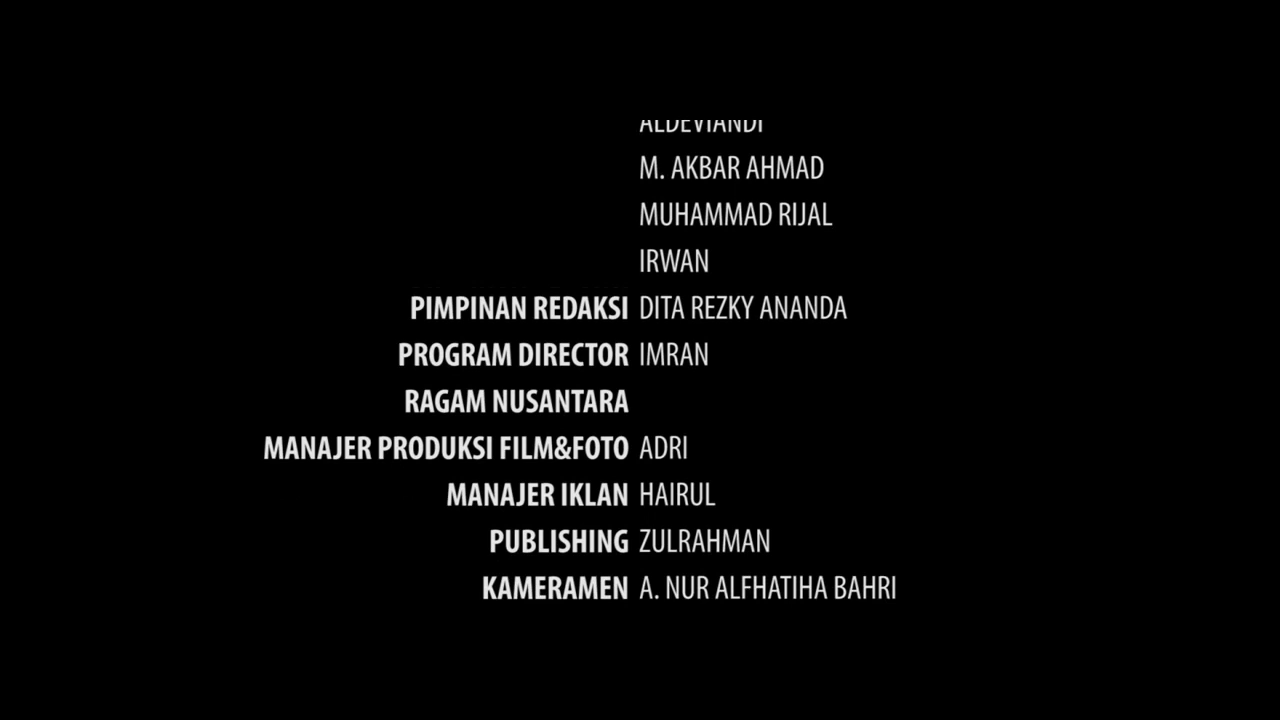 ALDEVIANDI
M. AKBAR AHMAD
MUHAMMAD RIJAL
IRWAN
PIMPINAN REDAKSI DITA REZKY ANANDA
PROGRAM DIRECTOR IMRAN
RAGAM NUSANTARA
MANAJER PRODUKSI FILM&FOTO ADRI
MANAJER IKLAN HAIRUL
PUBLISHING ZULRAHMAN
KAMERAMEN A. NUR ALFHATIHA BAHRI